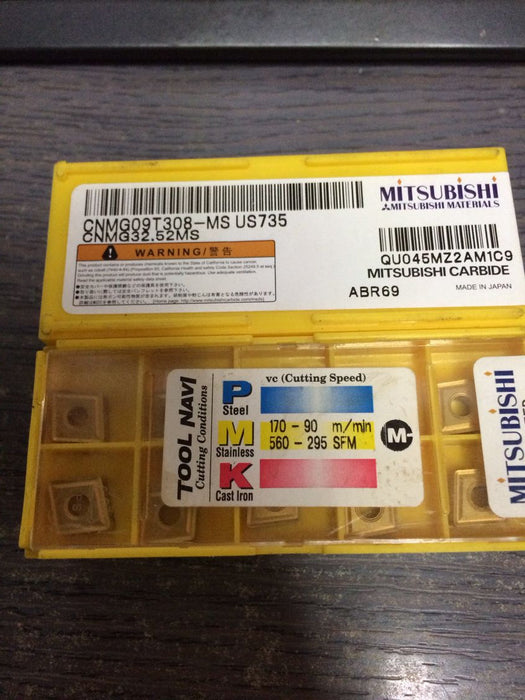 MITSUBISHI
MITSUBISHI MATERIALS
CNMG09T308-MS US735
CNMG32.52MS
WARNING/警告
QU045MZ2AM1C9
MITSUBISHI CARBIDE
ABR69
MADE IN JAPAN
TOOL NAVI
Cutting Conditions
vc (Cutting Speed)
P
Steel
M
Stainless
170 - 90 m/min
560 - 295 SFM
M
K
Cast Iron
MITSUBISHI